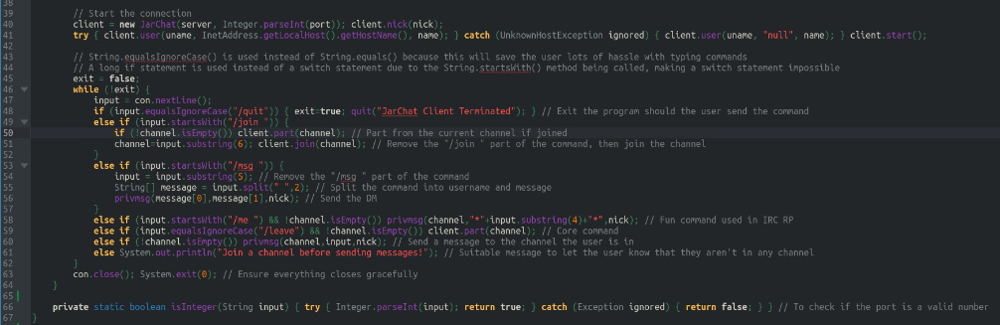 38
39 // Start the connection
40 client = new JarChat(server, Integer.parseInt(port)); client.nick(nick);
41 try { client.user(uname, InetAddress.getLocalHost().getHostName(), name); } catch (UnknownHostException ignored) { client.user(uname, "null", name); } client.start();
42
43 // String.equalsIgnoreCase() is used instead of String.equals() because this will save the user lots of hassle with typing commands
44 // A long if statement is used instead of a switch statement due to the String.startsWith() method being called, making a switch statement impossible
45 exit = false;
46 while (!exit) {
47 input = con.nextLine();
48 if (input.equalsIgnoreCase("/quit")) { exit=true; quit("JarChat Client Terminated"); } // Exit the program should the user send the command
49 else if (input.startsWith("/join ")) {
50 if (!channel.isEmpty()) client.part(channel); // Part from the current channel if joined
51 channel=input.substring(6); client.join(channel); // Remove the "/join " part of the command, then join the channel
52 }
53 else if (input.startsWith("/msg ")) {
54 input = input.substring(5); // Remove the "/msg " part of the command
55 String[] message = input.split(" ",2); // Split the command into username and message
56 privmsg(message[0],message[1],nick); // Send the DM
57 }
58 else if (input.startsWith("/me ") && !channel.isEmpty()) privmsg(channel,"*"+input.substring(4)+"*",nick); // Fun command used in IRC RP
59 else if (input.equalsIgnoreCase("/leave") && !channel.isEmpty()) client.part(channel); // Core command
60 else if (!channel.isEmpty()) privmsg(channel,input,nick); // Send a message to the channel the user is in
61 else System.out.println("Join a channel before sending messages!"); // Suitable message to let the user know that they aren't in any channel
62 }
63 con.close(); System.exit(0); // Ensure everything closes gracefully
64 }
65
66 private static boolean isInteger(String input) { try { Integer.parseInt(input); return true; } catch (Exception ignored) { return false; } } // To check if the port is a valid number
67 }